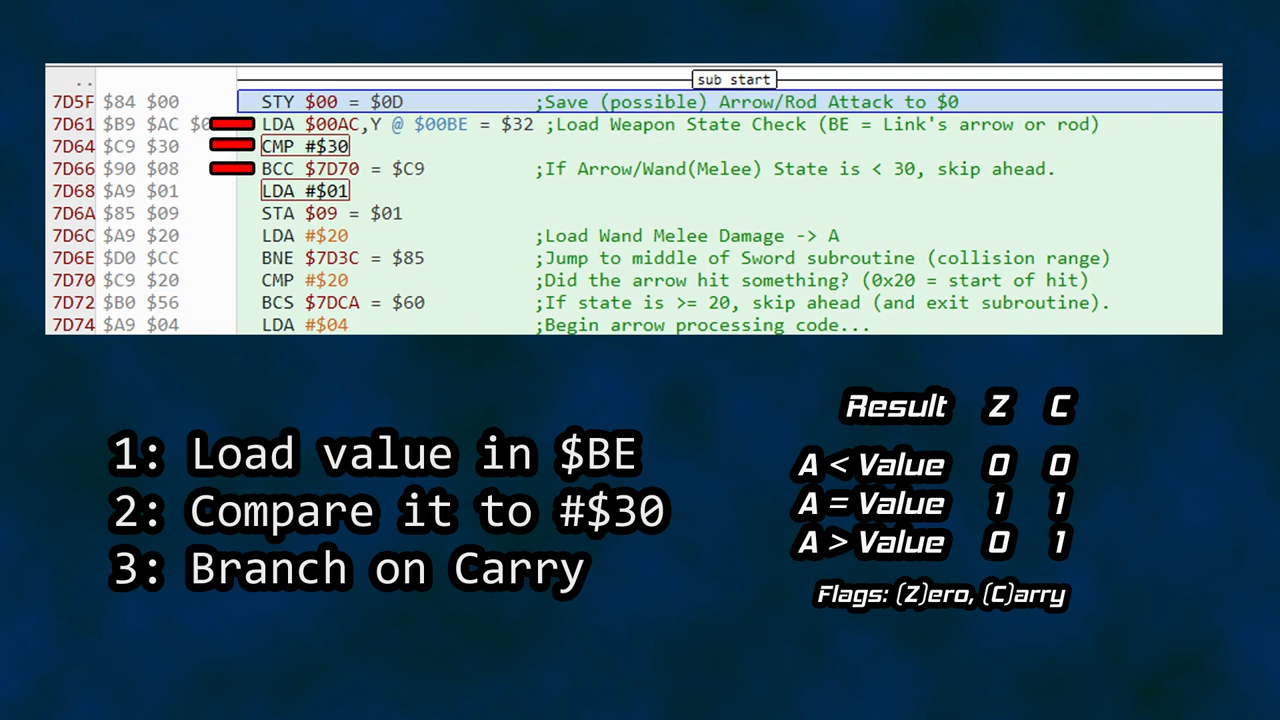 sub start
7D5F $84 $00 STY $00 = $0D ;Save (possible) Arrow/Rod Attack to $0
7D61 $B9 $AC $0 LDA $00AC,Y @ $00BE = $32 ;Load Weapon State Check (BE = Link's arrow or rod)
7D64 $C9 $30 CMP #$30
7D66 $90 $08 BCC $7D70 = $C9 ;If Arrow/Wand(Melee) State is < 30, skip ahead.
7D68 $A9 $01 LDA #$01
7D6A $85 $09 STA $09 = $01
7D6C $A9 $20 LDA #$20 ;Load Wand Melee Damage -> A
7D6E $D0 $CC BNE $7D3C = $85 ;Jump to middle of Sword subroutine (collision range)
7D70 $C9 $20 CMP #$20 ;Did the arrow hit something? (0x20 = start of hit)
7D72 $B0 $56 BCS $7DCA = $60 ;If state is >= 20, skip ahead (and exit subroutine).
7D74 $A9 $04 LDA #$04 ;Begin arrow processing code...
1: Load value in $BE
2: Compare it to #$30
3: Branch on Carry
Result Z C
A < Value 0 0
A = Value 1 1
A > Value 0 1
Flags: (Z)ero, (C)arry